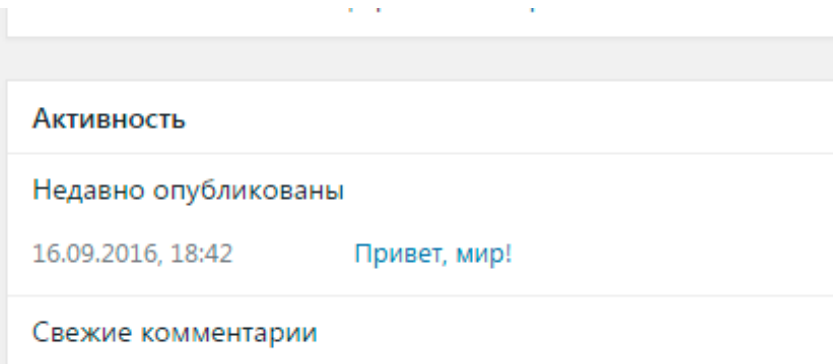 Активность
Недавно опубликованы
16.09.2016, 18:42 Привет, мир!
Свежие комментарии